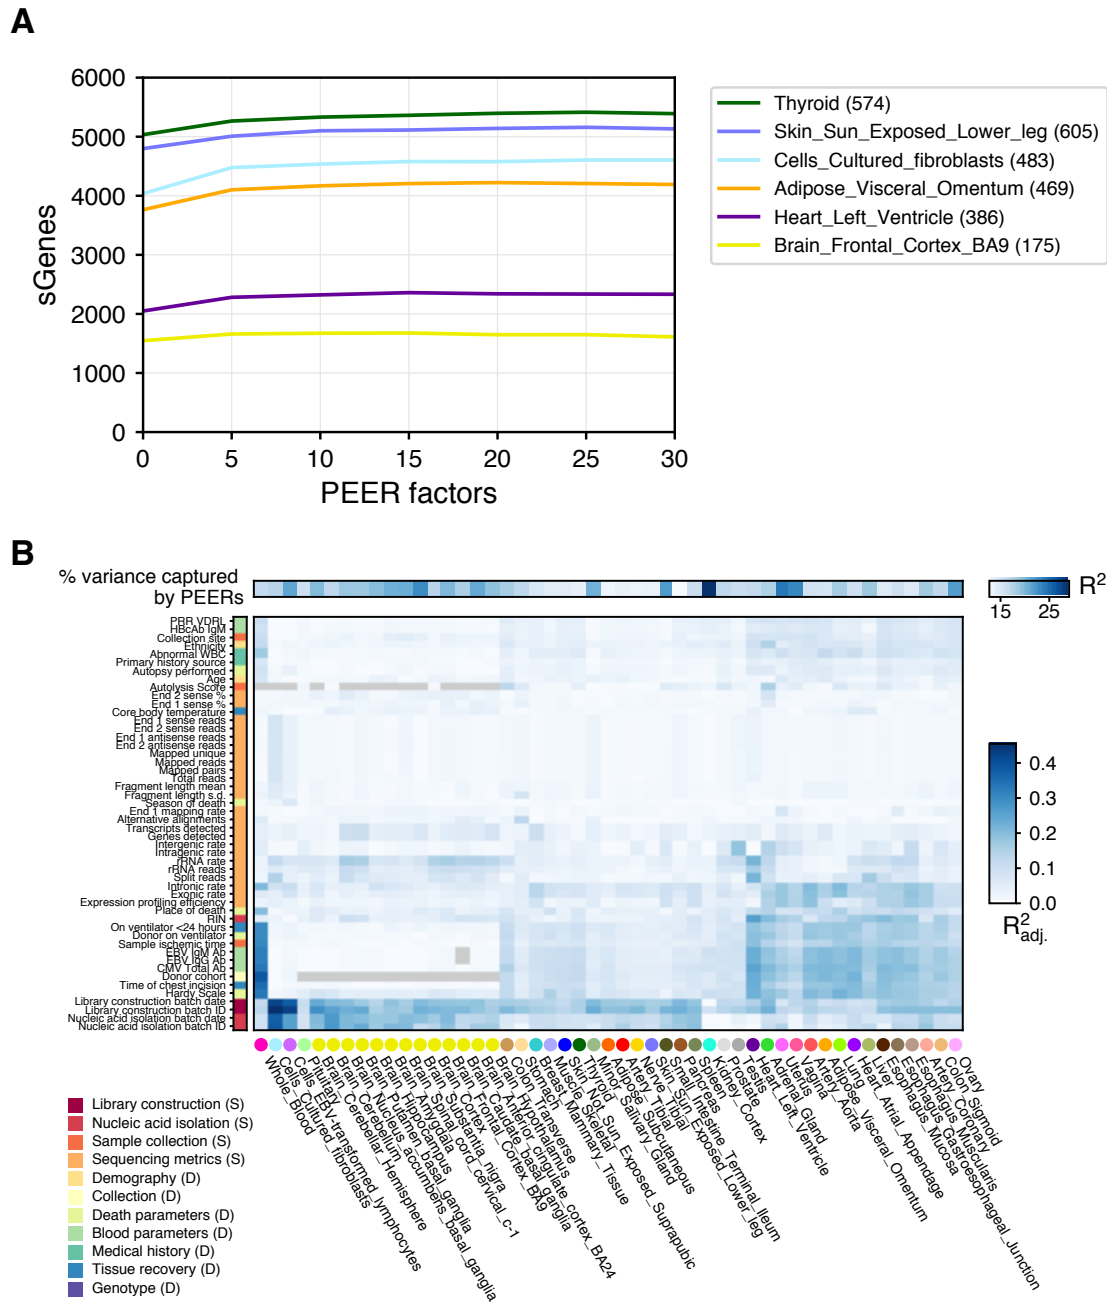 A
6000
5000
4000
3000
2000
1000
0
sGenes
0 5 10 15 20 25 30
PEER factors
Thyroid (574)
Skin_Sun_Exposed_Lower_leg (605)
Cells_Cultured_fibroblasts (483)
Adipose_Visceral_Omentum (469)
Heart_Left_Ventricle (386)
Brain_Frontal_Cortex_BA9 (175)
B
% variance captured
by PEERs
R²
15 25
PRR VDRL
HBcAb IgM
Collection site
Ethnicity
Abnormal WBC
Primary history source
Autopsy performed
Age
Autolysis Score
End 2 sense %
End 1 sense %
Core body temperature
End 1 sense reads
End 2 sense reads
End 1 antisense reads
End 2 antisense reads
Mapped unique
Mapped reads
Mapped pairs
Total reads
Fragment length mean
Fragment length s.d.
Season of death
End 1 mapping rate
Alternative alignments
Transcripts detected
Genes detected
Intergenic rate
Intragenic rate
rRNA rate
rRNA reads
Split reads
Intronic rate
Exonic rate
Expression profiling efficiency
Place of death
RIN
On ventilator <24 hours
Donor on ventilator
Sample ischemic time
EBV IgM Ab
EBV IgG Ab
CMV Total Ab
Donor cohort
Time of chest incision
Hardy Scale
Library construction batch date
Library construction batch ID
Nucleic acid isolation batch date
Nucleic acid isolation batch ID
0.4
0.3
0.2
0.1
0.0
R²adj.
Whole_Blood
Cells_Cultured_fibroblasts
Cells_EBV-transformed_lymphocytes
Pituitary
Brain_Cerebellar_Hemisphere
Brain_Cerebellum
Brain_Nucleus_accumbens_basal_ganglia
Brain_Putamen_basal_ganglia
Brain_Hippocampus
Brain_Amygdala
Brain_Spinal_cord_cervical_c-1
Brain_Substantia_nigra
Brain_Cortex
Brain_Frontal_Cortex_BA9
Brain_Caudate_basal_ganglia
Brain_Anterior_cingulate_cortex_BA24
Brain_Hypothalamus
Colon_Transverse
Stomach
Breast_Mammary_Tissue
Muscle_Skeletal
Skin_Not_Sun_Exposed_Suprapubic
Thyroid
Minor_Salivary_Gland
Adipose_Subcutaneous
Artery_Tibial
Nerve_Tibial
Skin_Sun_Exposed_Lower_leg
Small_Intestine_Terminal_Ileum
Pancreas
Spleen
Kidney_Cortex
Prostate
Testis
Heart_Left_Ventricle
Adrenal_Gland
Uterus
Vagina
Artery_Aorta
Adipose_Visceral_Omentum
Lung
Heart_Atrial_Appendage
Liver
Esophagus_Mucosa
Esophagus_Gastroesophageal_Junction
Esophagus_Muscularis
Artery_Coronary
Colon_Sigmoid
Ovary
Library construction (S)
Nucleic acid isolation (S)
Sample collection (S)
Sequencing metrics (S)
Demography (D)
Collection (D)
Death parameters (D)
Blood parameters (D)
Medical history (D)
Tissue recovery (D)
Genotype (D)